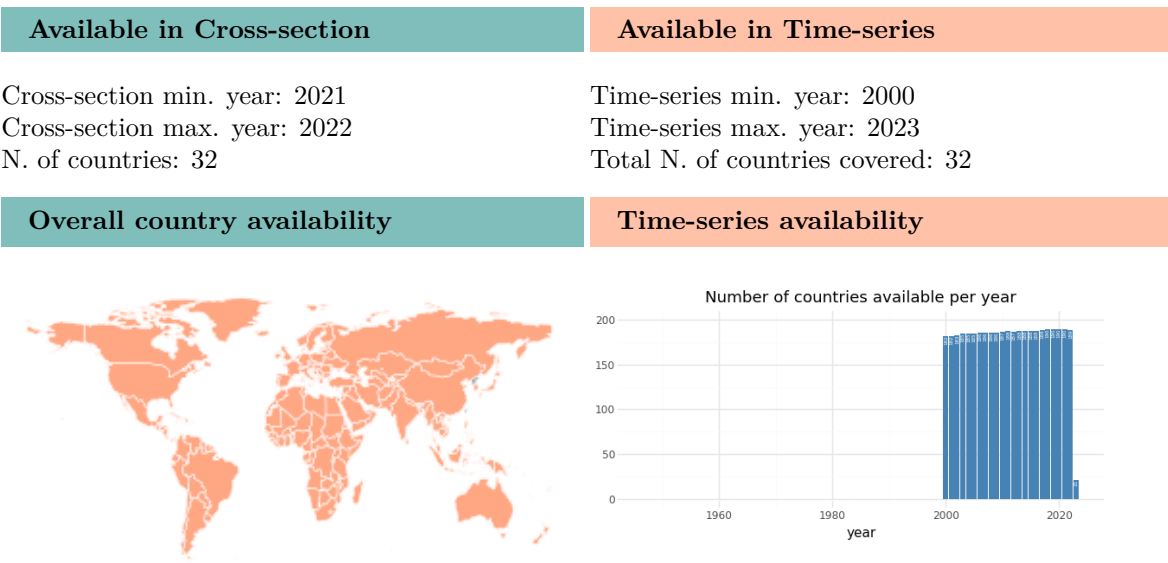 Available in Cross-section
Available in Time-series
Cross-section min. year: 2021
Cross-section max. year: 2022
N. of countries: 32
Time-series min. year: 2000
Time-series max. year: 2023
Total N. of countries covered: 32
Overall country availability
Time-series availability
Number of countries available per year
200
150
100
50
0
1960
1980
2000
2020
year